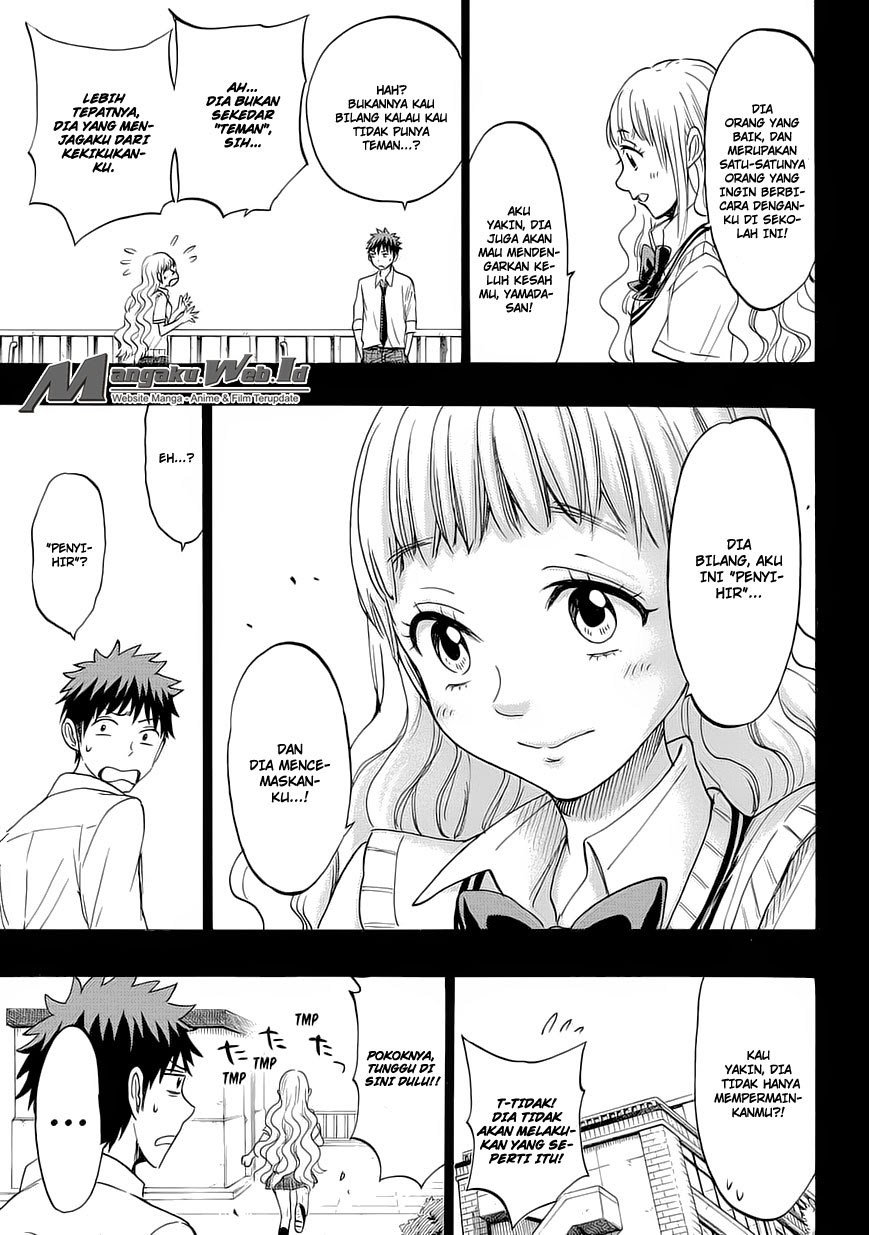 DIA
ORANG YANG
BAIK, DAN
MERUPAKAN
SATU-SATUNYA
ORANG YANG
INGIN BERBI-
CARA DENGAN-
KU DI SEKO-
LAH INI!
AKU
YAKIN, DIA
JUGA AKAN
MAU MENDEN-
GARKAN KE-
LUH KESAH
MU, YAMADA-
SAN!
HAH?
BUKANNYA KAU
BILANG KALAU KAU
TIDAK PUNYA
TEMAN...?
AH...
DIA BUKAN
SEKEDAR
"TEMAN",
SIH...
LEBIH
TEPATNYA,
DIA YANG MEN-
JAGAKU DARI
KEKIKUKAN-
KU.
Mangaku.Web.Id
Website Manga - Anime & Film Terupdate
DIA
BILANG, AKU
INI "PENYI-
HIR"...
DAN
DIA MENCE-
MASKAN-
KU...!
EH...?
"PENYI-
HIR"?
KAU
YAKIN, DIA
TIDAK HANYA
MEMPERMAIN-
KANMU?!
T-TIDAK!
DIA TIDAK
AKAN MELAKU-
KAN YANG SE-
PERTI ITU!
POKOKNYA,
TUNGGU DI
SINI DULU!!
TMP
たっ
TMP
たっ
TMP
...